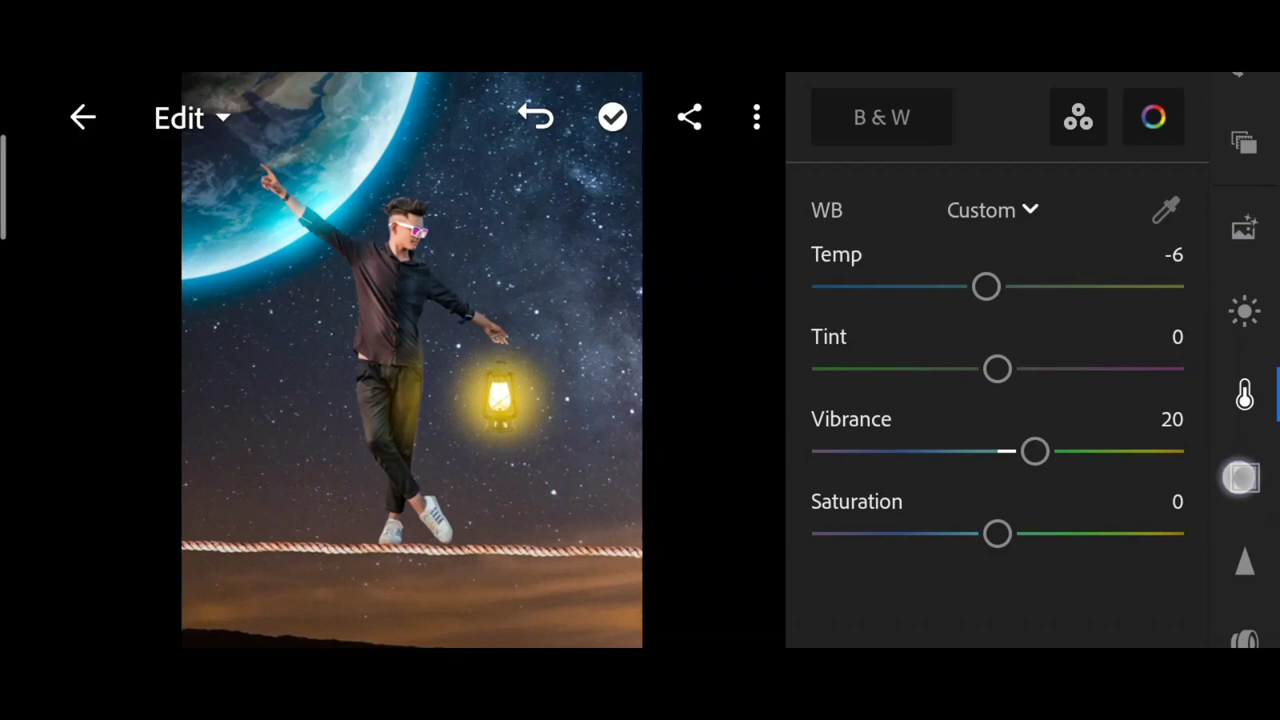 Edit
B & W
WB Custom
Temp -6
Tint 0
Vibrance 20
Saturation 0